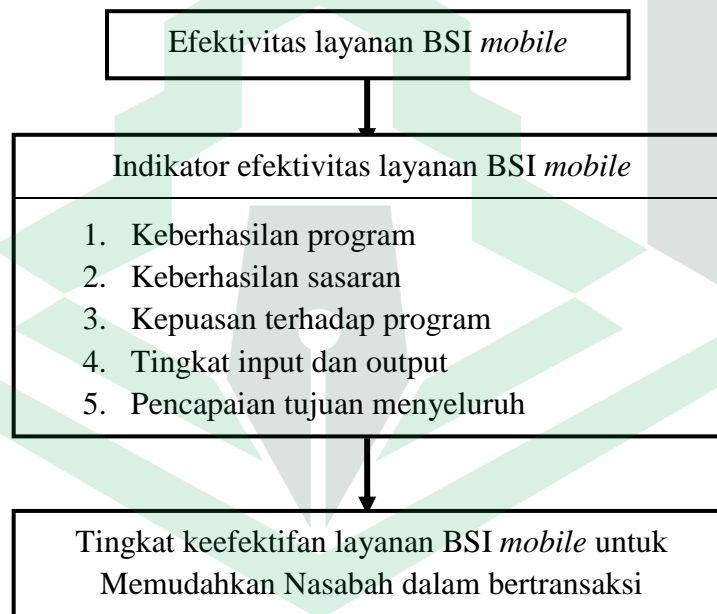 Efektivitas layanan BSI mobile
Indikator efektivitas layanan BSI mobile
1. Keberhasilan program
2. Keberhasilan sasaran
3. Kepuasan terhadap program
4. Tingkat input dan output
5. Pencapaian tujuan menyeluruh
Tingkat keefektifan layanan BSI mobile untuk
Memudahkan Nasabah dalam bertransaksi